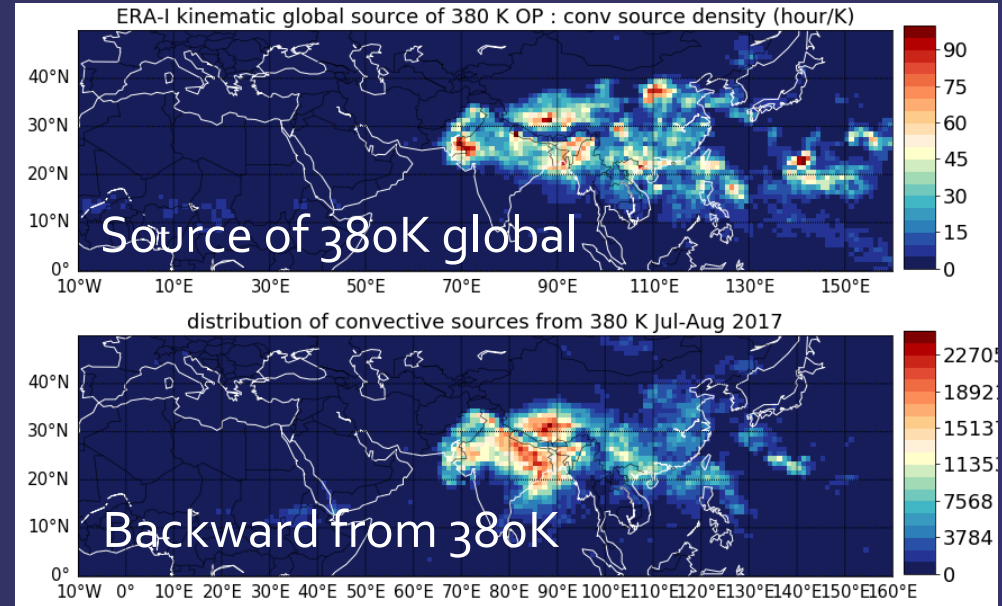 ERA-I kinematic global source of 380 K OP : conv source density (hour/K)
40°N
30°N
20°N
10°N
0°
10°W 10°E 30°E 50°E 70°E 90°E 110°E 130°E 150°E
90
75
60
45
30
15
0
Source of 380K global
distribution of convective sources from 380 K Jul-Aug 2017
40°N
30°N
20°N
10°N
0°
10°W 0° 10°E 20°E 30°E 40°E 50°E 60°E 70°E 80°E 90°E 100°E 110°E 120°E 130°E 140°E 150°E 160°E
7568
3784
0
Backward from 380K